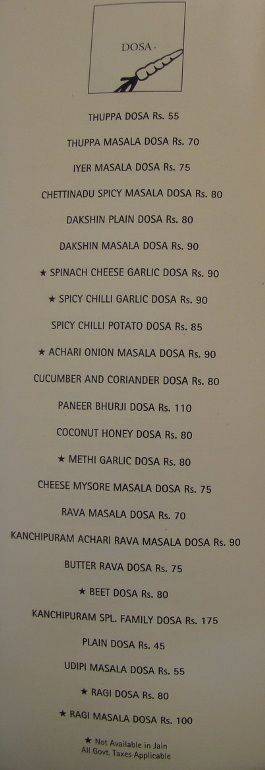 DOSA
THUPPA DOSA Rs. 55
THUPPA MASALA DOSA Rs. 70
IYER MASALA DOSA Rs. 75
CHETTINADU SPICY MASALA DOSA Rs. 80
DAKSHIN PLAIN DOSA Rs. 80
DAKSHIN MASALA DOSA Rs. 90
★ SPINACH CHEESE GARLIC DOSA Rs. 90
★ SPICY CHILLI GARLIC DOSA Rs. 90
SPICY CHILLI POTATO DOSA Rs. 85
★ ACHARI ONION MASALA DOSA Rs. 90
CUCUMBER AND CORIANDER DOSA Rs. 80
PANEER BHURJI DOSA Rs. 110
COCONUT HONEY DOSA Rs. 80
★ METHI GARLIC DOSA Rs. 80
CHEESE MYSORE MASALA DOSA Rs. 75
RAVA MASALA DOSA Rs. 70
KANCHIPURAM ACHARI RAVA MASALA DOSA Rs. 90
BUTTER RAVA DOSA Rs. 75
★ BEET DOSA Rs. 80
KANCHIPURAM SPL. FAMILY DOSA Rs. 175
PLAIN DOSA Rs. 45
UDIPI MASALA DOSA Rs. 55
★ RAGI DOSA Rs. 80
★ RAGI MASALA DOSA Rs. 100
★ Not Available in Jain
All Govt. Taxes Applicable